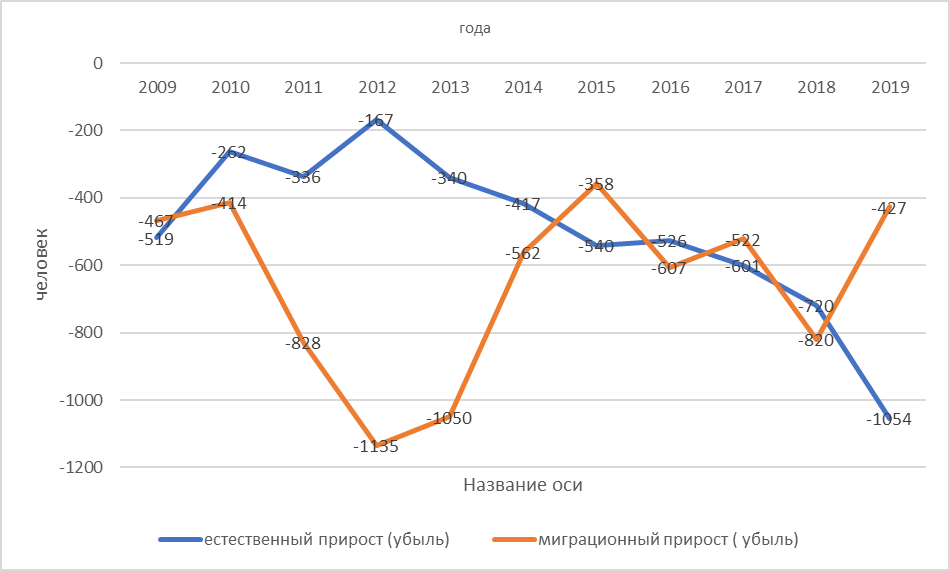 года
0
2009 2010 2011 2012 2013 2014 2015 2016 2017 2018 2019
-200
-400
-600
-800
-1000
-1200
человек
-519 -262 -336 -167 -340 -417 -540 -526 -601 -720 -1054
-467 -414 -828 -1135 -1050 -562 -358 -607 -522 -820 -427
Название оси
естественный прирост (убыль) миграционный прирост ( убыль)